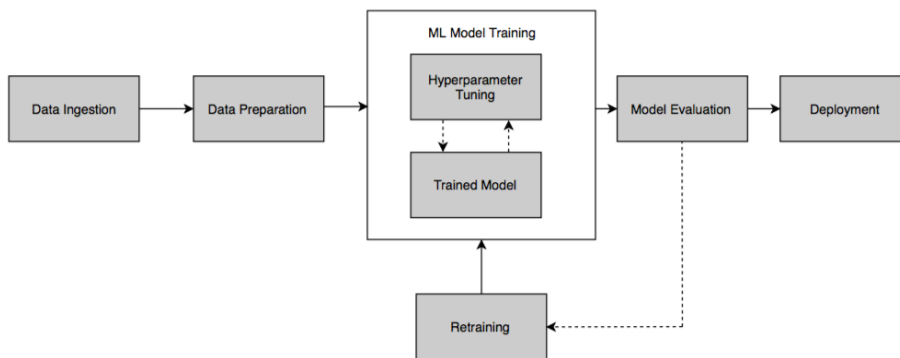 ML Model Training
Data Ingestion
Data Preparation
Hyperparameter
Tuning
Trained Model
Model Evaluation
Deployment
Retraining